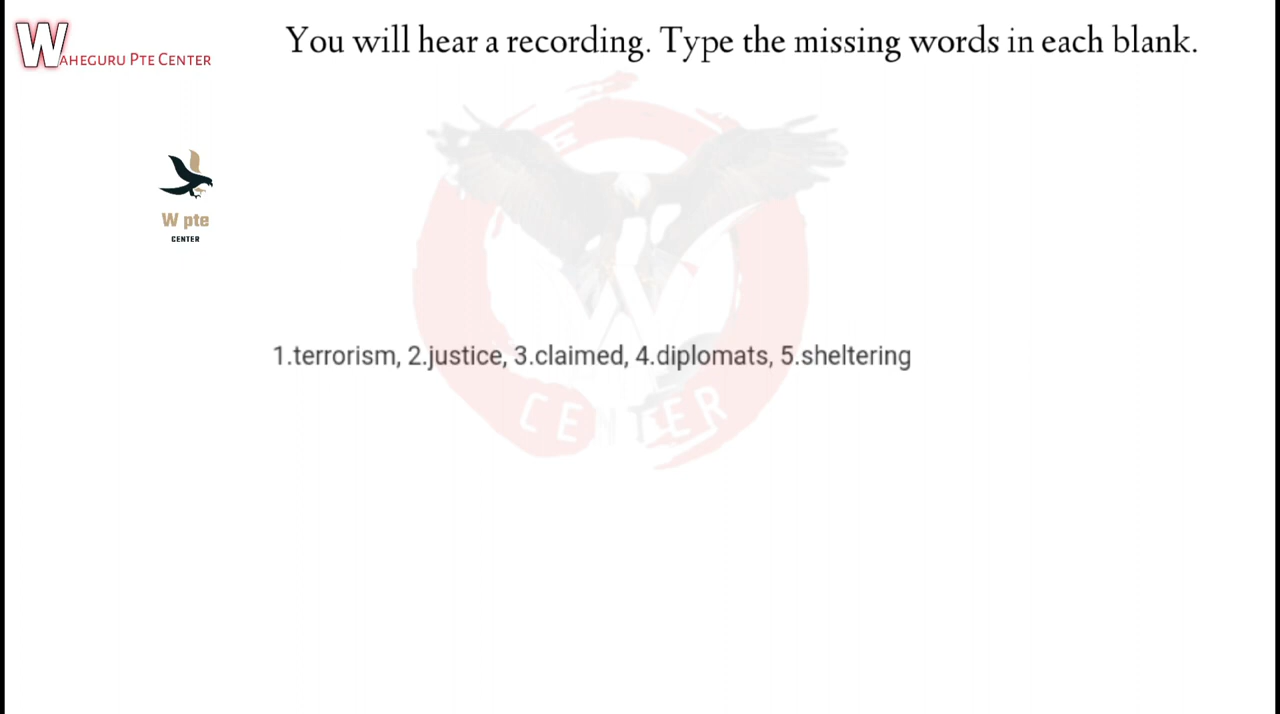 WAHEGURU PTE CENTER
You will hear a recording. Type the missing words in each blank.
W pte
CENTER
1.terrorism, 2.justice, 3.claimed, 4.diplomats, 5.sheltering
CENTER